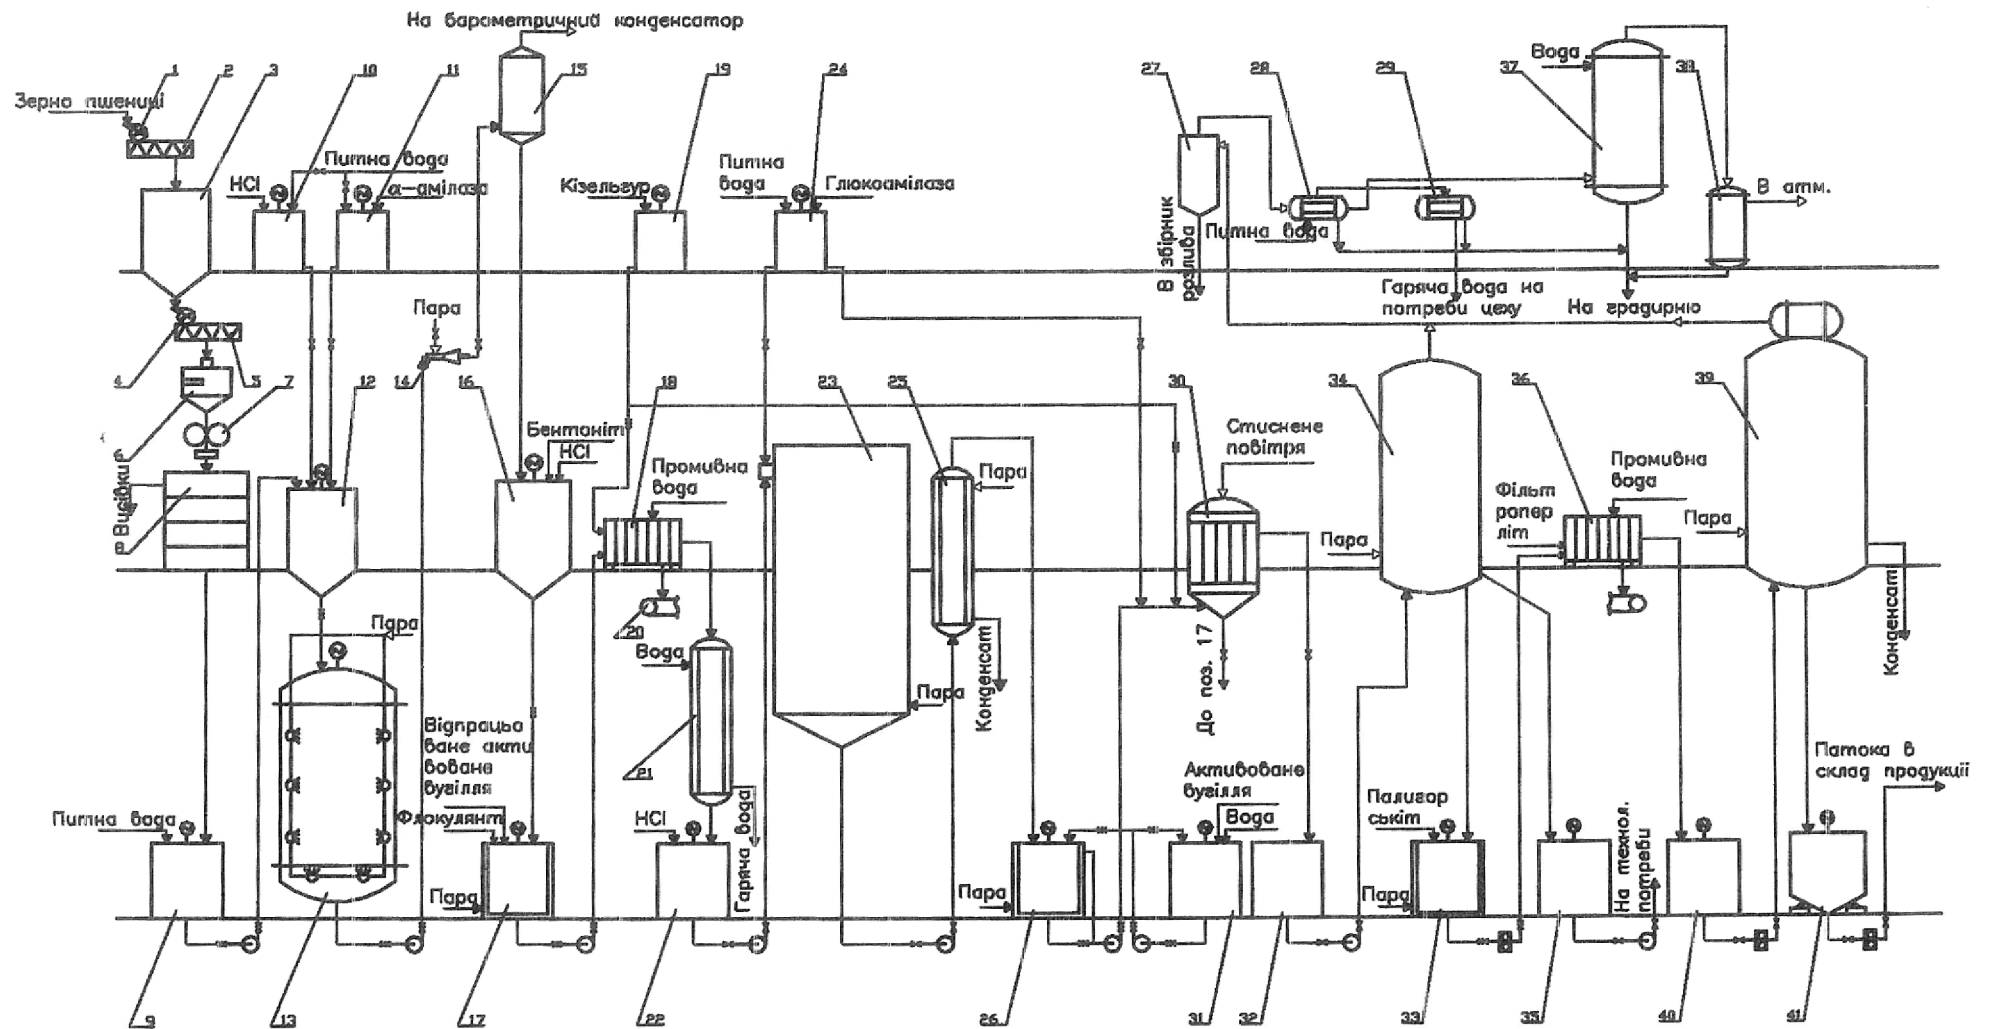 На барометричний конденсатор
1
2
3
10
11
15
19
24
27
28
29
37
38
Вода
Зерно пшениці
Питна вода
HCl
α-амілаза
Кізельгур
Питна
вода
Глюкоамілаза
В атм.
Питна вода
В збірник
розлива
Гаряча вода на
потреби цеху
На градирню
Пара
4
5
7
12
14
16
18
23
25
30
34
36
39
6
Бентоніт
HCl
Промивна
вода
Пара
Стиснене
повітря
Промивна
вода
Фільт
ропер
літ
Пара
Пара
8
Висівки
20
Пара
Вода
Конденсат
Пара
До поз. 17
Конденсат
Відпрацьо
ване акти
воване
вугілля
21
Активоване
вугілля
Вода
Палигор
ськіт
Патока в
склад продукції
Питна вода
Флокулянт
HCl
Гаряча вода
На технол.
потреби
Пара
Пара
Пара
9
13
17
22
26
31
32
33
35
40
41